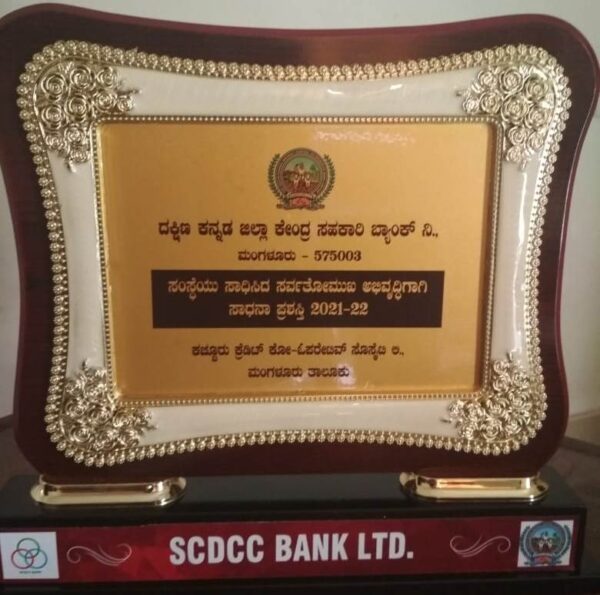 ದಕ್ಷಿಣ ಕನ್ನಡ ಜಿಲ್ಲಾ ಕೇಂದ್ರ ಸಹಕಾರಿ ಬ್ಯಾಂಕ್ ನಿ.,
ಮಂಗಳೂರು - 575003
ಸಂಸ್ಥೆಯು ಸಾಧಿಸಿದ ಸರ್ವತೋಮುಖ ಅಭಿವೃದ್ಧಿಗಾಗಿ
ಸಾಧನಾ ಪ್ರಶಸ್ತಿ 2021-22
ಕಜ್ಜೂರು ಕ್ರೆಡಿಟ್ ಕೋ-ಓಪರೇಟಿವ್ ಸೊಸೈಟಿ ಲಿ.,
ಮಂಗಳೂರು ತಾಲೂಕು
SCDCC BANK LTD.